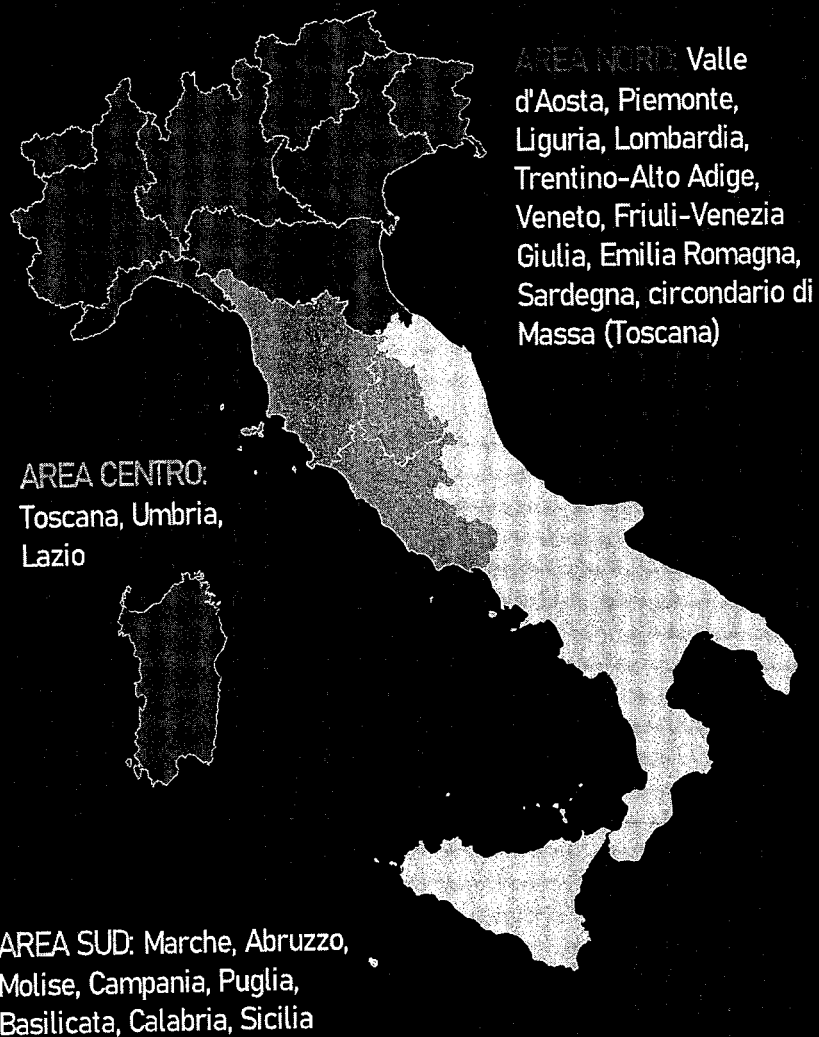 AREA NORD: Valle
d'Aosta, Piemonte,
Liguria, Lombardia,
Trentino-Alto Adige,
Veneto, Friuli-Venezia
Giulia, Emilia Romagna,
Sardegna, circondario di
Massa (Toscana)
AREA CENTRO:
Toscana, Umbria,
Lazio
AREA SUD: Marche, Abruzzo,
Molise, Campania, Puglia,
Basilicata, Calabria, Sicilia